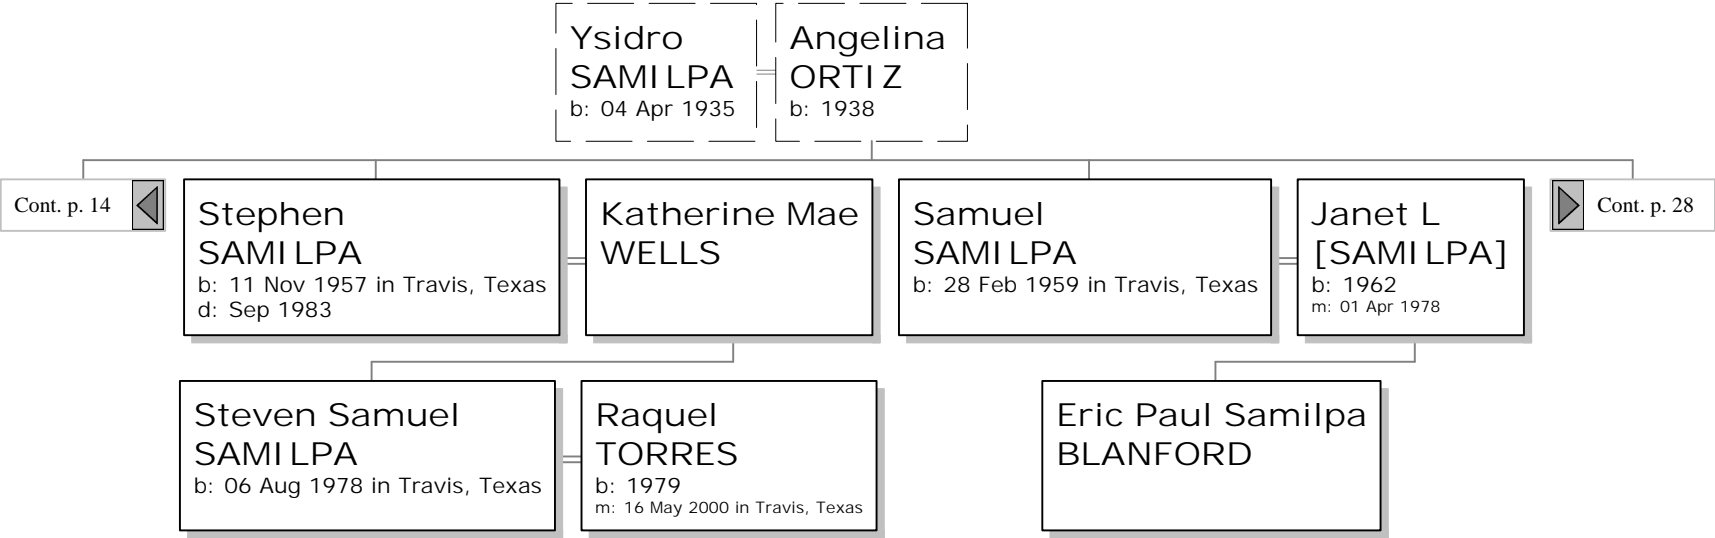 Ysidro
SAMILPA
b: 04 Apr 1935
Angelina
ORTIZ
b: 1938
Cont. p. 14
Stephen
SAMILPA
b: 11 Nov 1957 in Travis, Texas
d: Sep 1983
Katherine Mae
WELLS
Samuel
SAMILPA
b: 28 Feb 1959 in Travis, Texas
Janet L
[SAMILPA]
b: 1962
m: 01 Apr 1978
Cont. p. 28
Steven Samuel
SAMILPA
b: 06 Aug 1978 in Travis, Texas
Raquel
TORRES
b: 1979
m: 16 May 2000 in Travis, Texas
Eric Paul Samilpa
BLANFORD